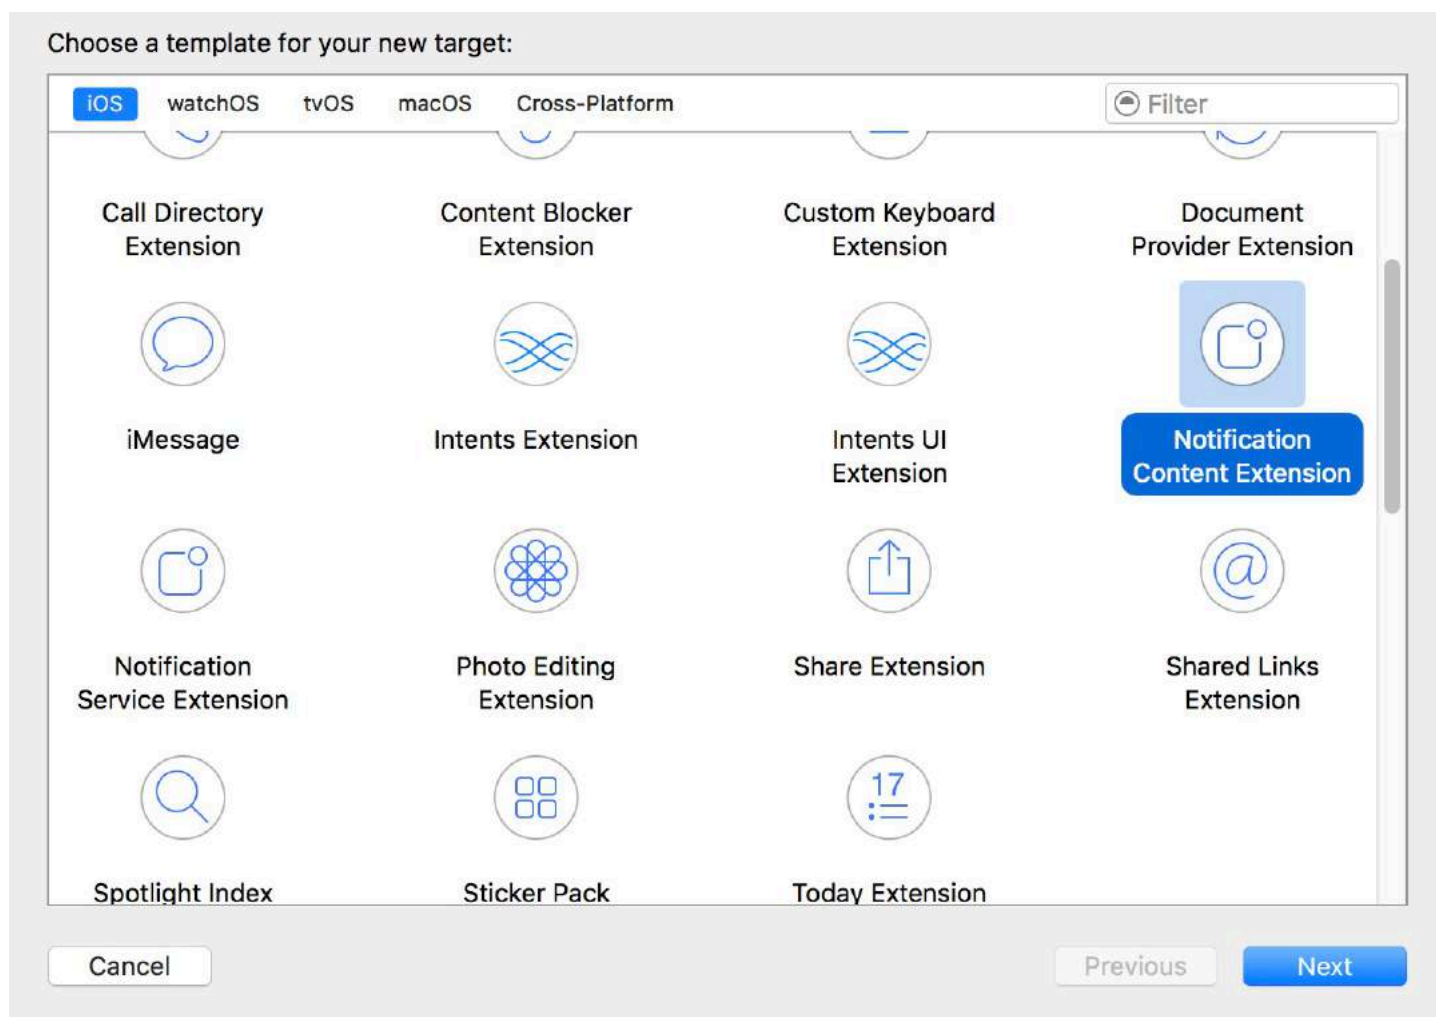 Choose a template for your new target:
iOS watchOS tvOS macOS Cross-Platform Filter
Call Directory Extension
Content Blocker Extension
Custom Keyboard Extension
Document Provider Extension
iMessage
Intents Extension
Intents UI Extension
Notification Content Extension
Notification Service Extension
Photo Editing Extension
Share Extension
@
Shared Links Extension
Spotlight Index
Sticker Pack
17
Today Extension
Cancel Previous Next